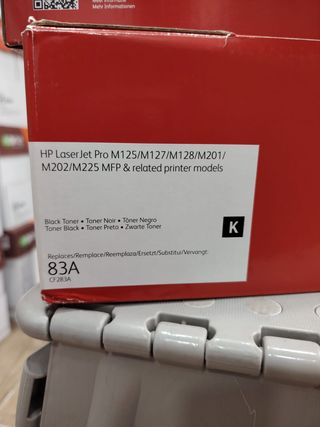 Mehr Informationen
HP LaserJet Pro M125/M127/M128/M201/
M202/M225 MFP & related printer models
Black Toner • Toner Noir • Tóner Negro
Toner Black • Toner Preto • Zwarte Toner
K
Replaces/Remplace/Reemplaza/Ersetzt/Substitui/Vervangt:
83A
CF283A